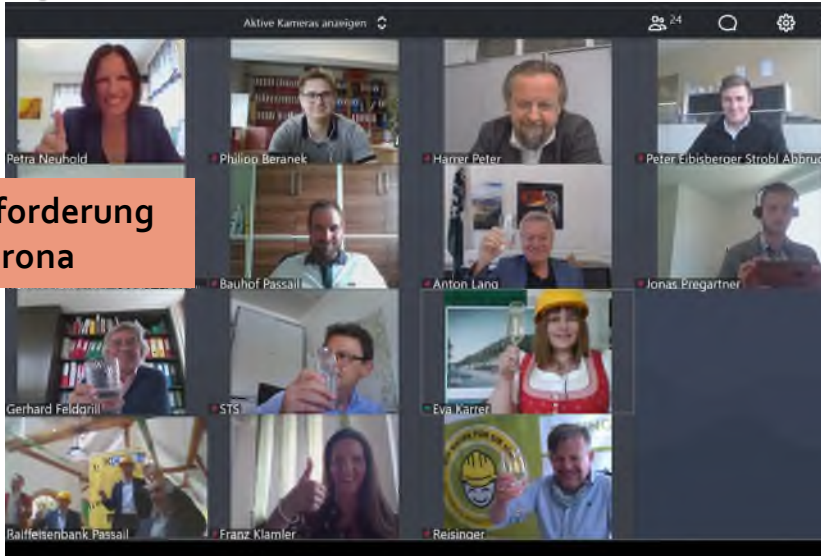 Aktive Kameras anzeigen
24
Petra Neuhold
Philipp Beranek
Harrer Peter
Peter Eibisberger Strobl Abbruc
forderung
rona
Bauhof Passail
Anton Lang
Jonas Pregartner
Gerhard Feldgrill
STS
Eva Karrer
Raiffeisenbank Passail
Franz Klamler
Reisinger